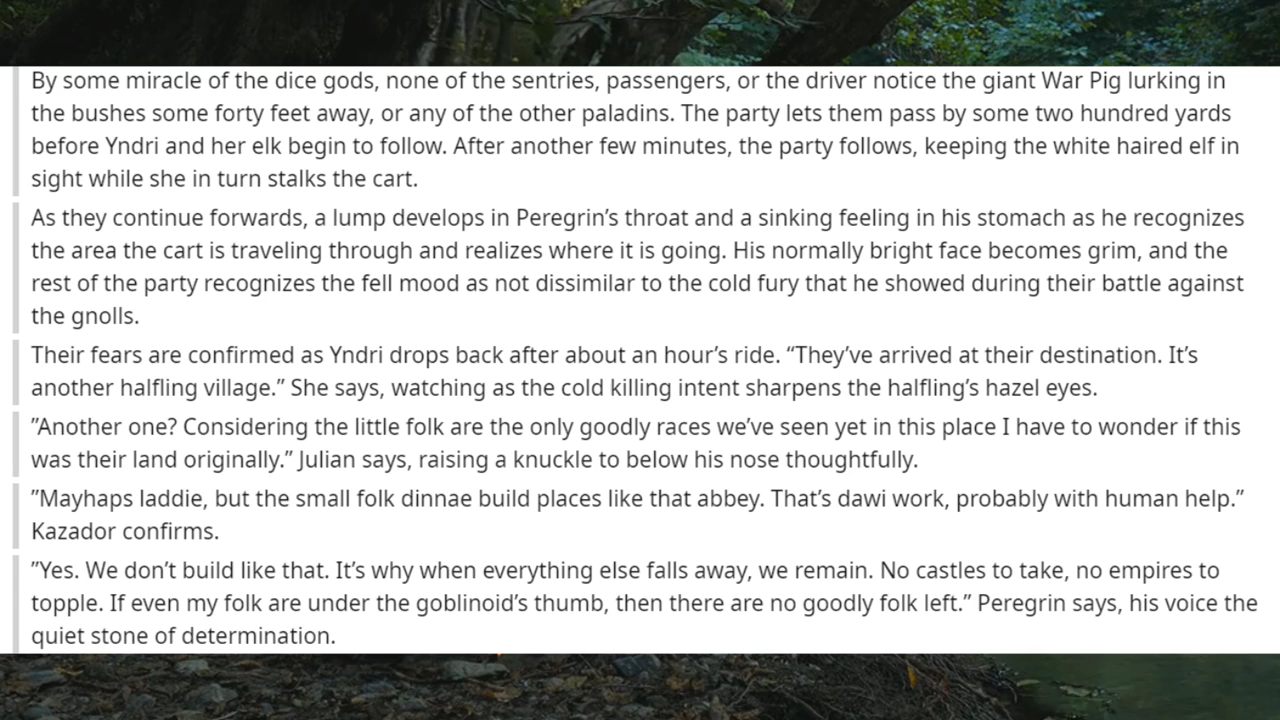 By some miracle of the dice gods, none of the sentries, passengers, or the driver notice the giant War Pig lurking in
the bushes some forty feet away, or any of the other paladins. The party lets them pass by some two hundred yards
before Yndri and her elk begin to follow. After another few minutes, the party follows, keeping the white haired elf in
sight while she in turn stalks the cart.
As they continue forwards, a lump develops in Peregrin’s throat and a sinking feeling in his stomach as he recognizes
the area the cart is traveling through and realizes where it is going. His normally bright face becomes grim, and the
rest of the party recognizes the fell mood as not dissimilar to the cold fury that he showed during their battle against
the gnolls.
Their fears are confirmed as Yndri drops back after about an hour’s ride. “They’ve arrived at their destination. It’s
another halfling village.” She says, watching as the cold killing intent sharpens the halfling’s hazel eyes.
”Another one? Considering the little folk are the only goodly races we’ve seen yet in this place I have to wonder if this
was their land originally.” Julian says, raising a knuckle to below his nose thoughtfully.
”Mayhaps laddie, but the small folk dinnae build places like that abbey. That’s dawi work, probably with human help.”
Kazador confirms.
”Yes. We don’t build like that. It’s why when everything else falls away, we remain. No castles to take, no empires to
topple. If even my folk are under the goblinoid’s thumb, then there are no goodly folk left.” Peregrin says, his voice the
quiet stone of determination.